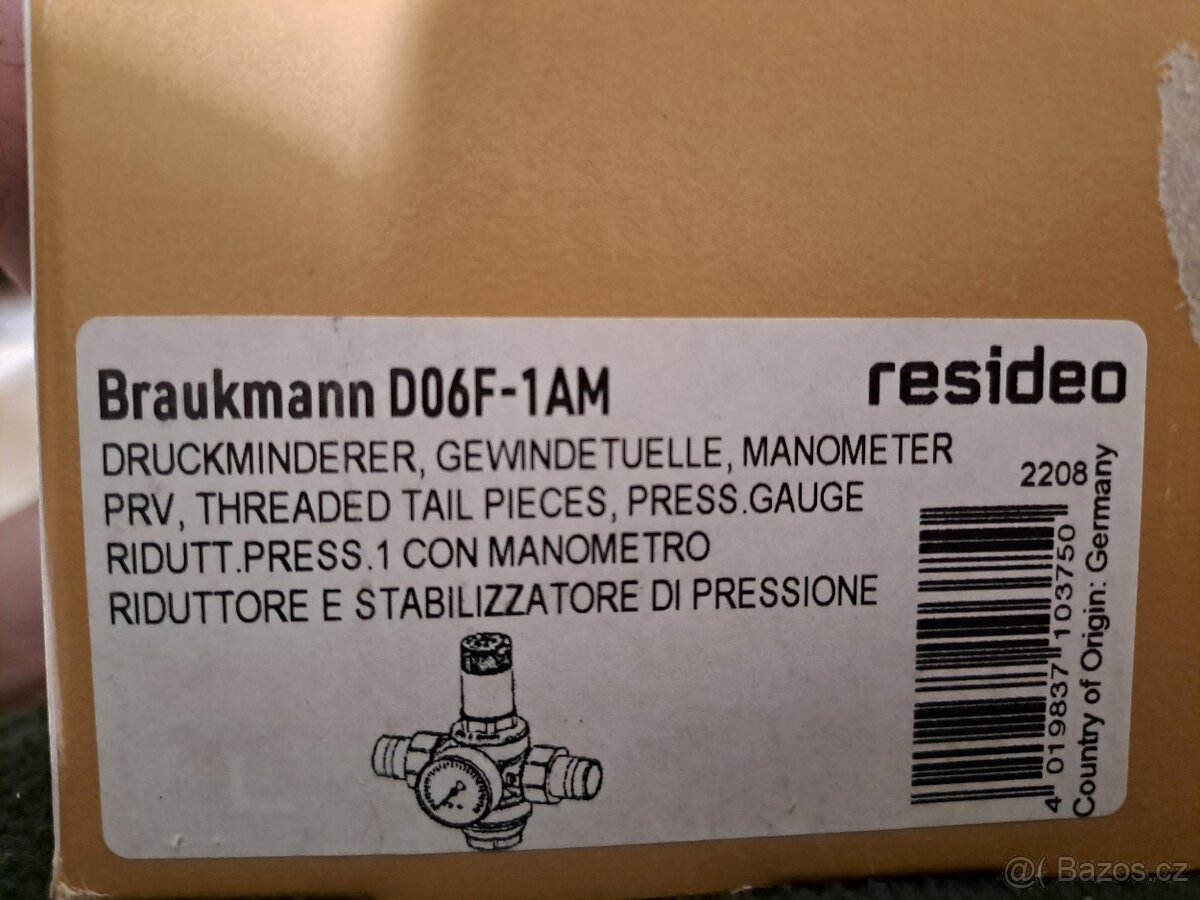 Braukmann D06F-1AM
resideo
DRUCKMINDERER, GEWINDETUELLE, MANOMETER
PRV, THREADED TAIL PIECES, PRESS.GAUGE
RIDUTT.PRESS.1 CON MANOMETRO
RIDUTTORE E STABILIZZATORE DI PRESSIONE
2208
4 019837 103750
Country of Origin: Germany
@( Bazos.cz